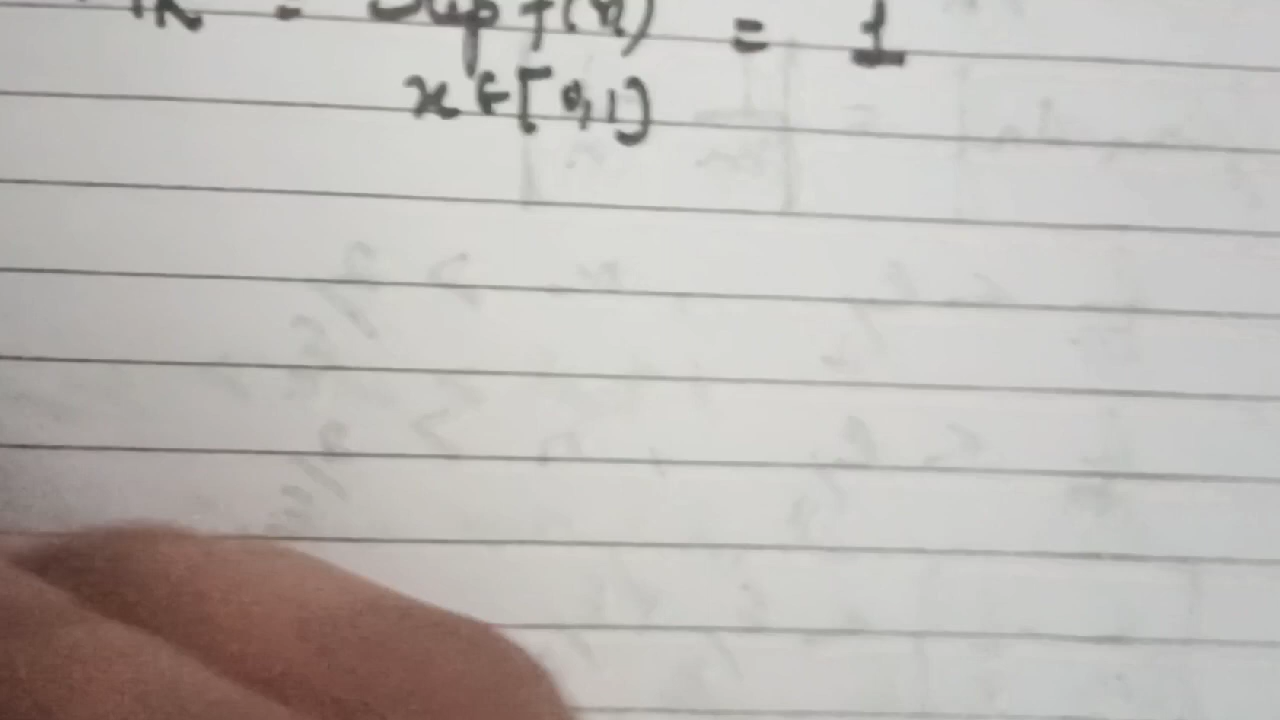 = Sup f(x) = 1
x ∈ [0,1]